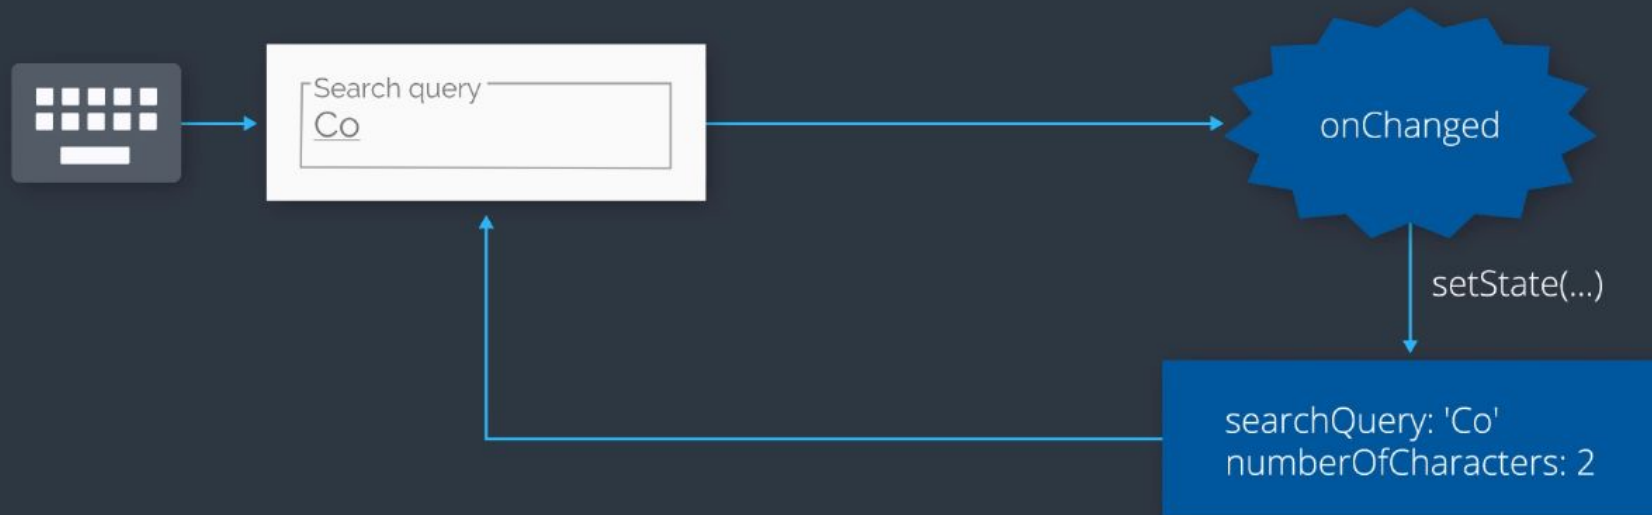 Search query
Co
onChanged
setState(...)
searchQuery: 'Co'
numberOfCharacters: 2